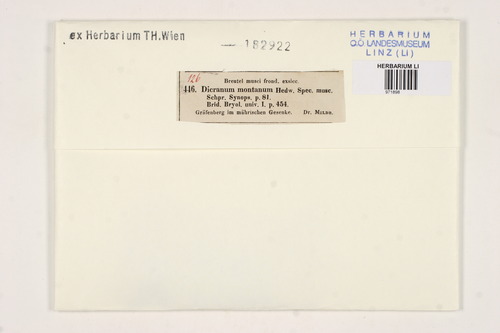 ex Herbarium TH.Wien
— 182922
HERBARIUM
O.Ö. LANDESMUSEUM
LINZ (LI)
HERBARIUM LI
126
Breutel musci frond. exsicc.
446. Dicranum montanum Hedw. Spec. musc.
Schpr. Synops. p. 81.
Brid. Bryol. univ. I. p. 454.
Gräfenberg im mährischen Gesenke. Dr. Milde.